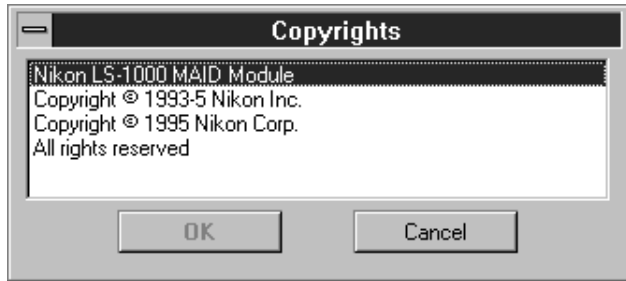 Copyrights
Nikon LS-1000 MAID Module
Copyright © 1993-5 Nikon Inc.
Copyright © 1995 Nikon Corp.
All rights reserved
OK
Cancel